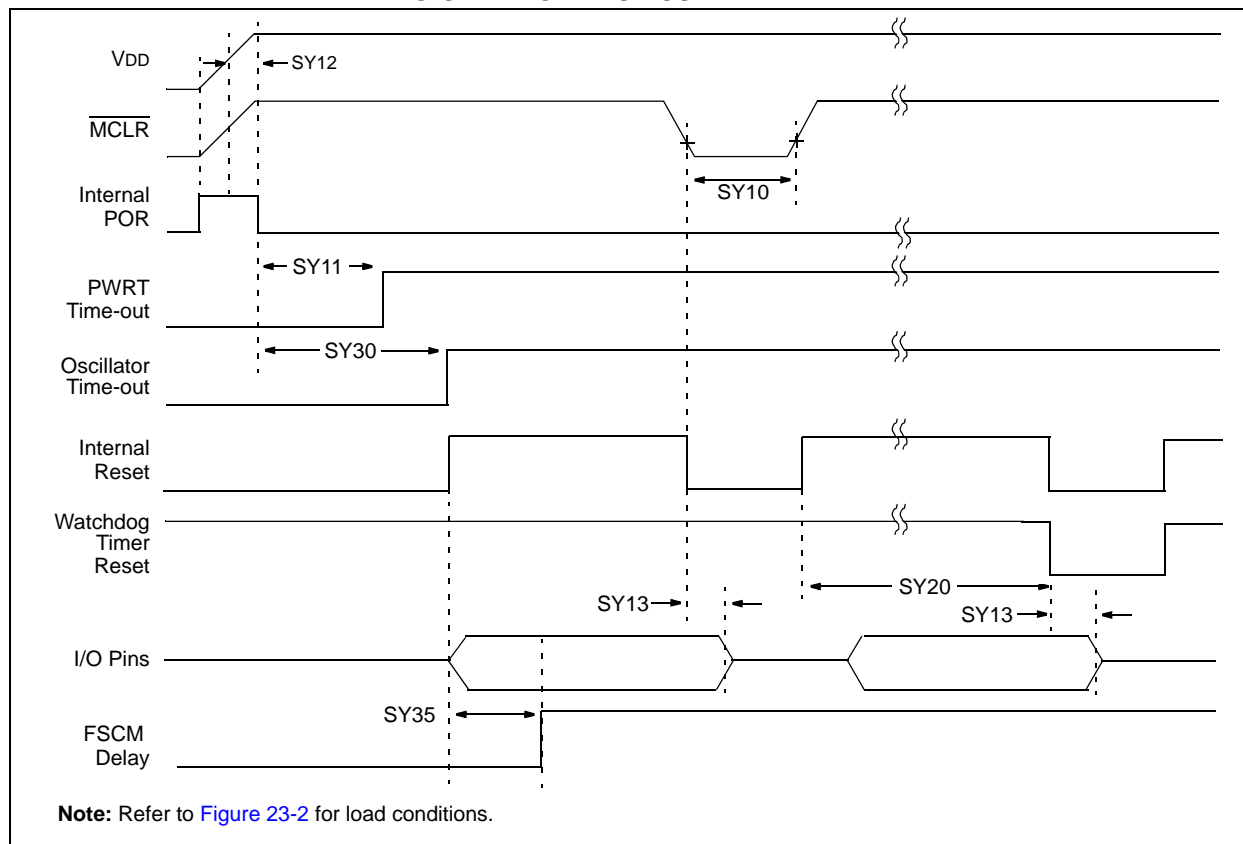 VDD
SY12
MCLR
SY10
Internal
POR
SY11
PWRT
Time-out
SY30
Oscillator
Time-out
Internal
Reset
Watchdog
Timer
Reset
SY20
SY13
SY13
I/O Pins
SY35
FSCM
Delay
Note: Refer to Figure 23-2 for load conditions.